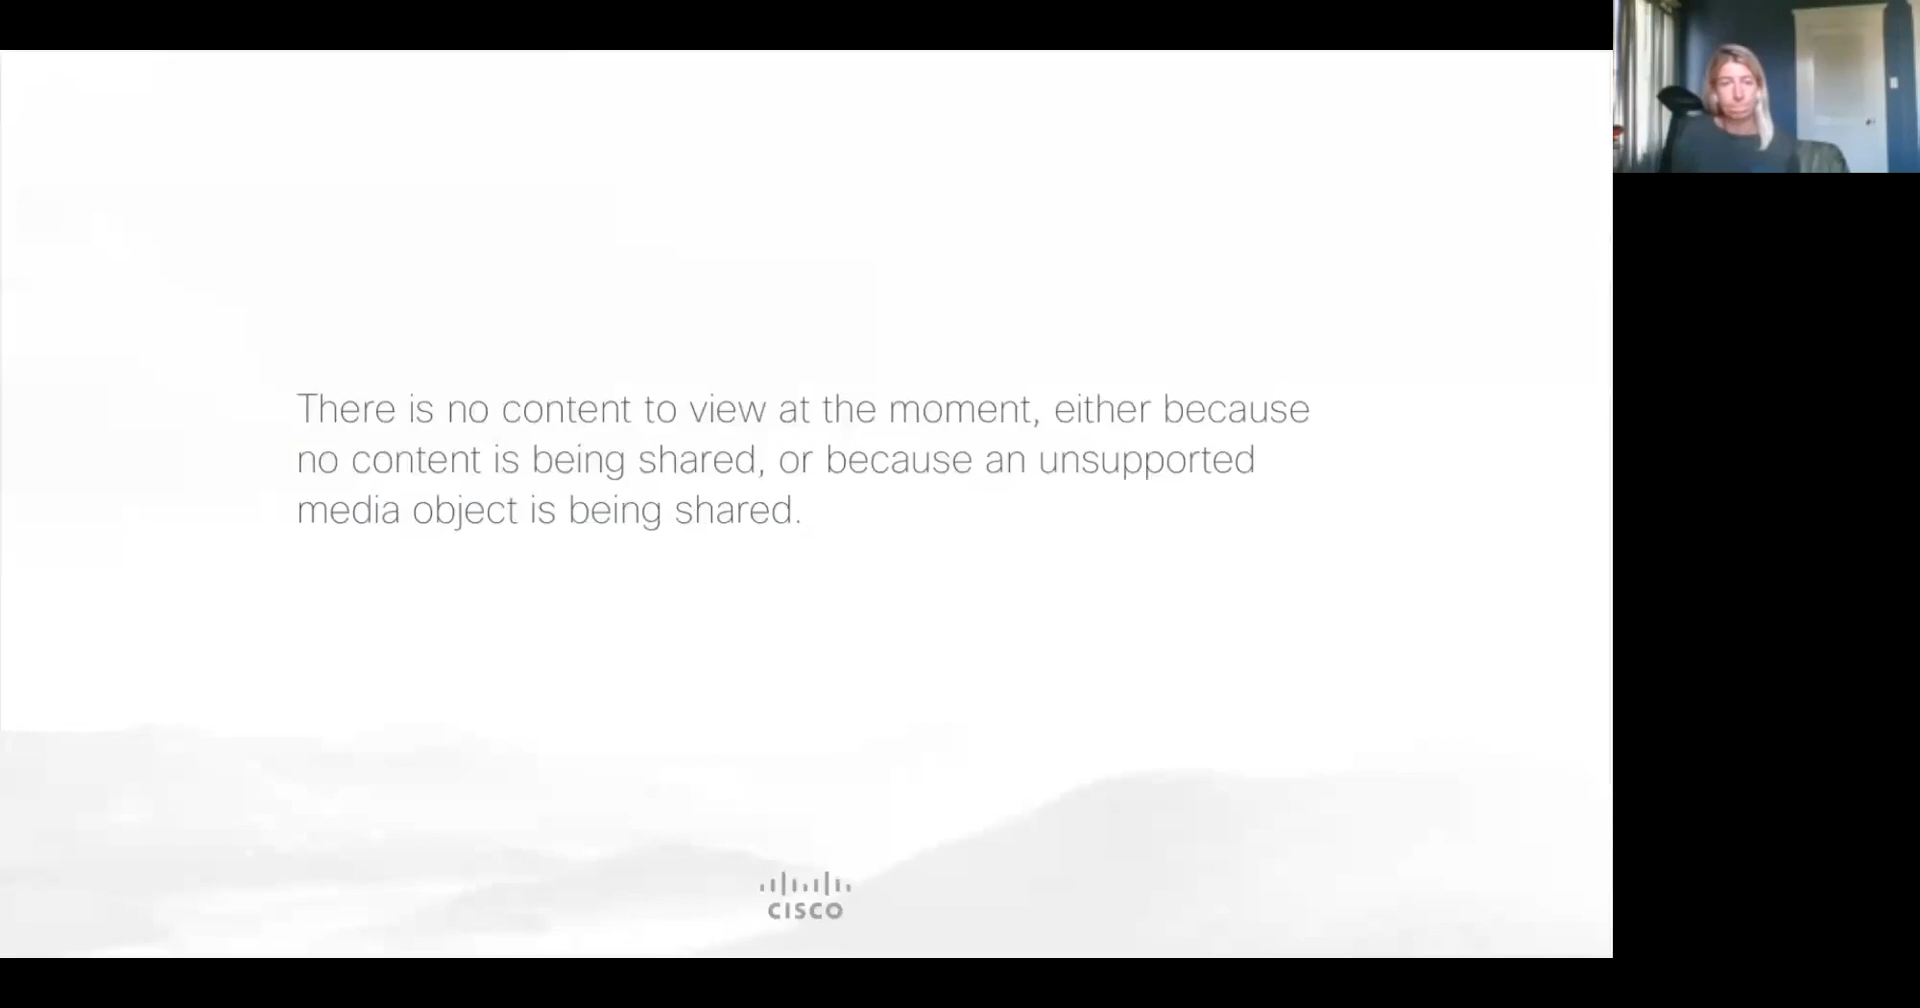 There is no content to view at the moment, either because
no content is being shared, or because an unsupported
media object is being shared.
CISCO